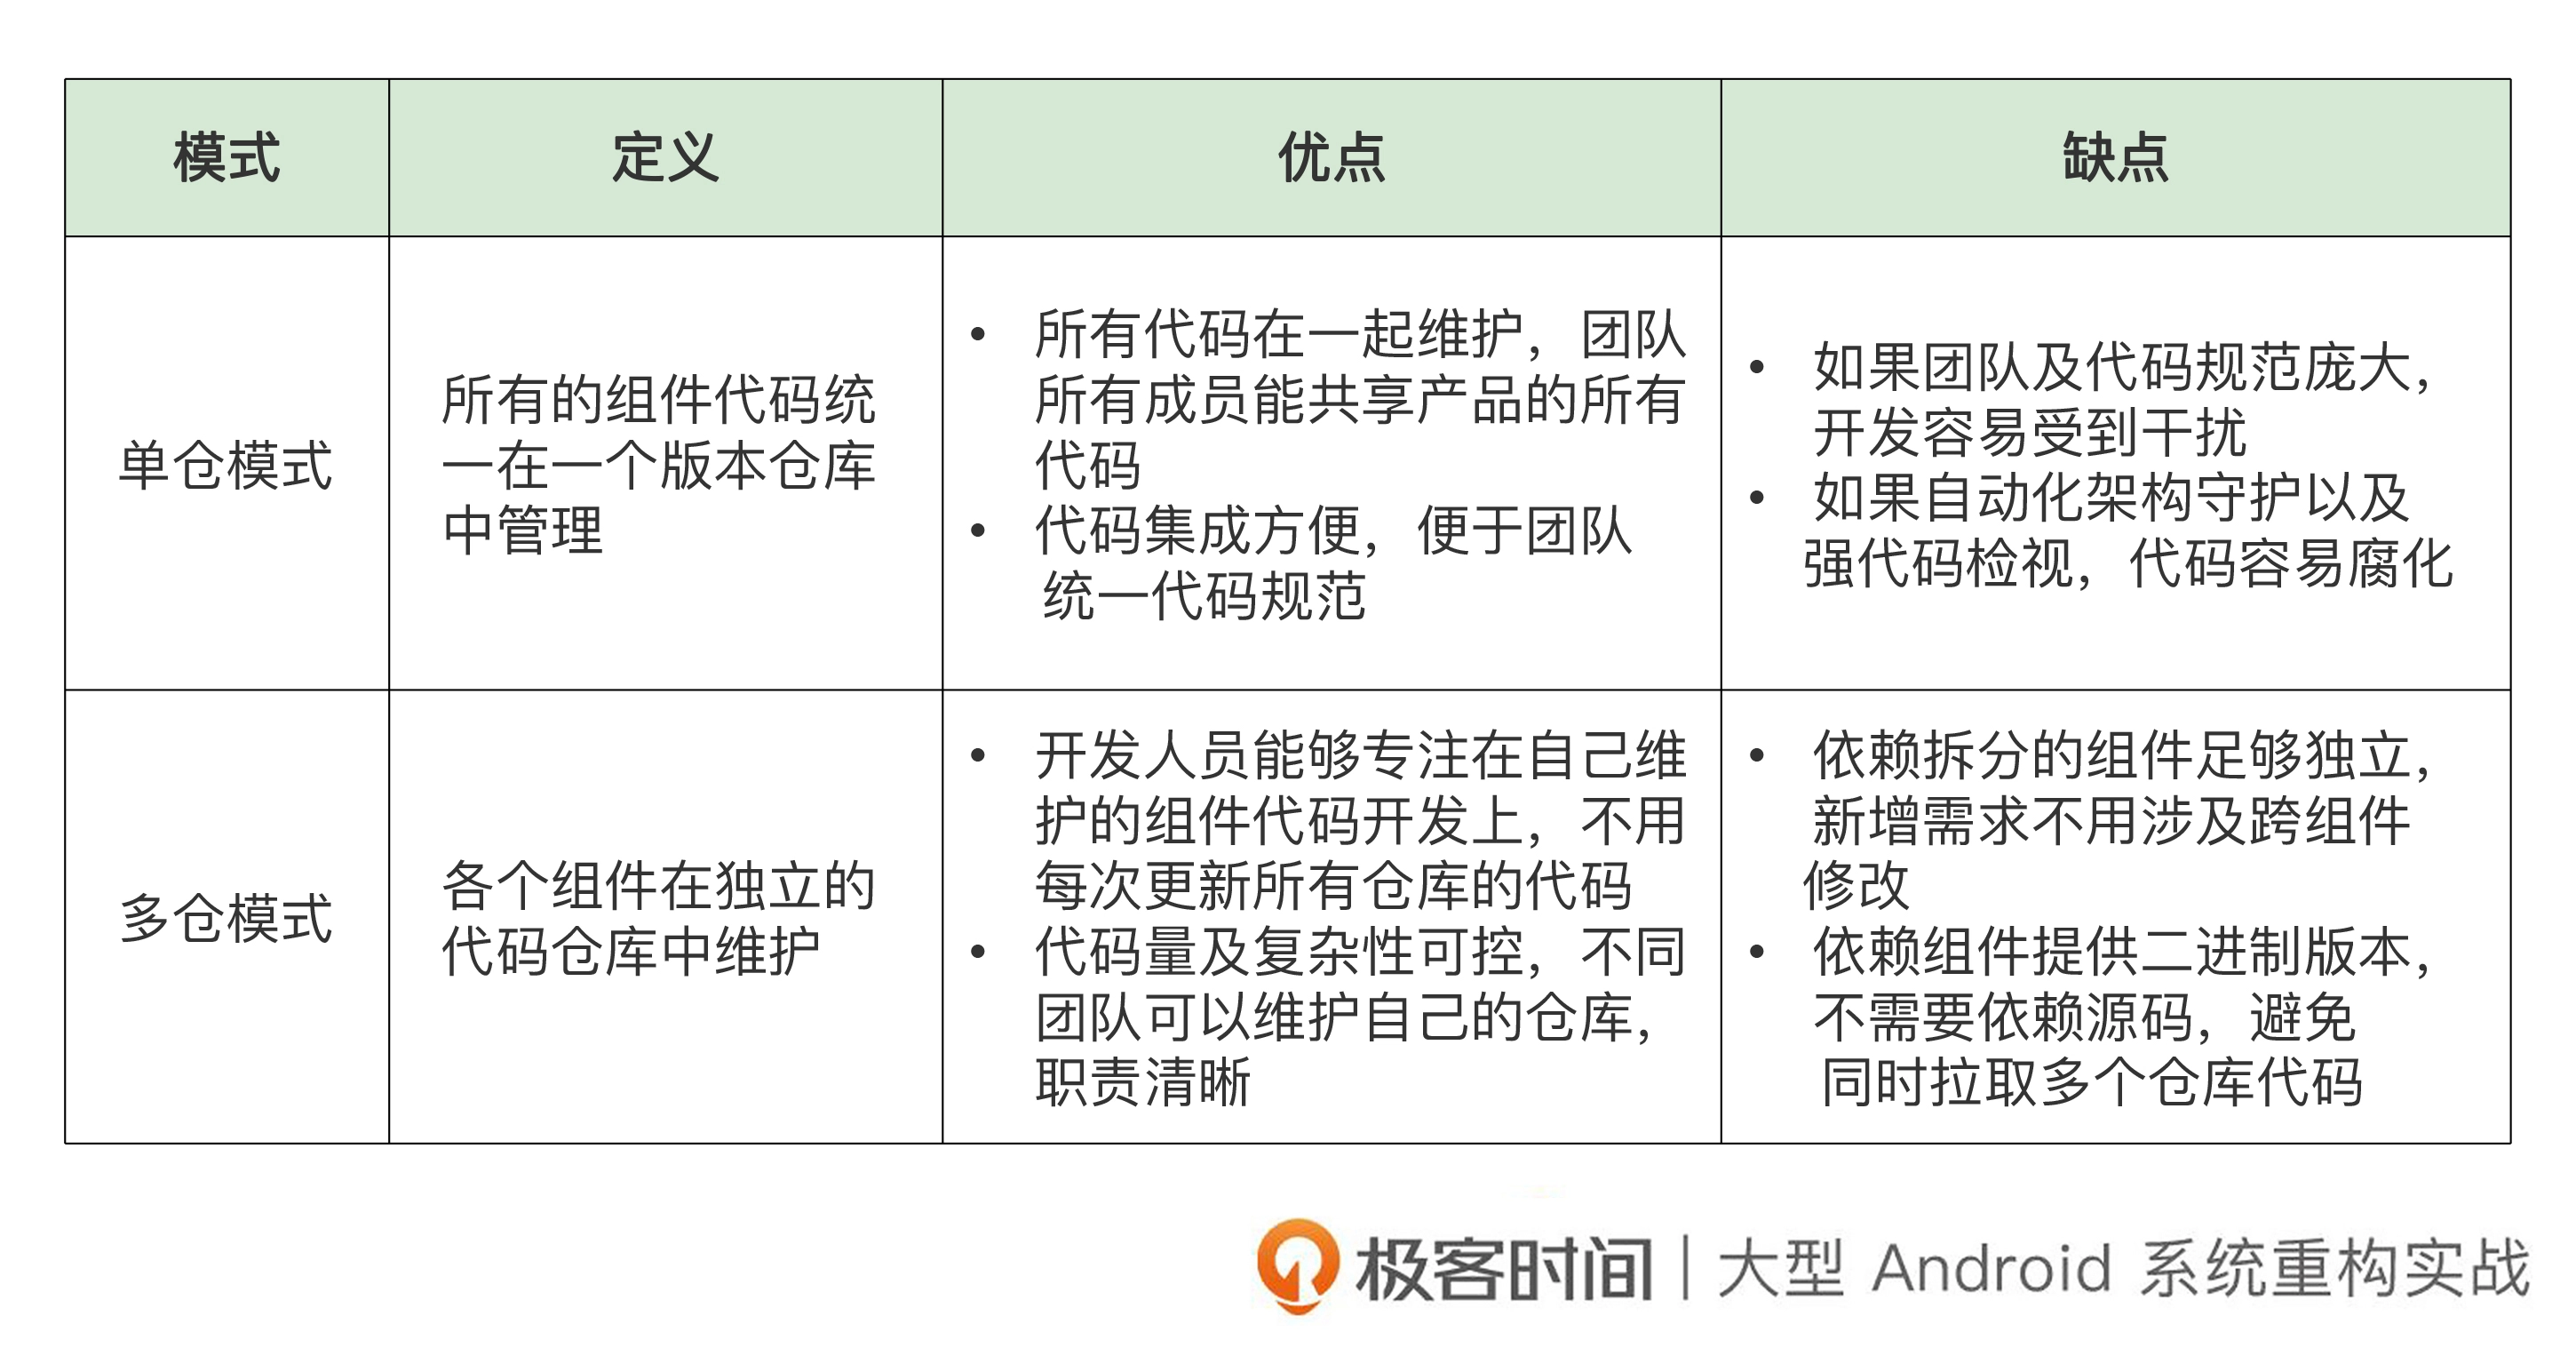 模式
定义
优点
缺点
单仓模式
所有的组件代码统
一在一个版本仓库
中管理
• 所有代码在一起维护，团队
所有成员能共享产品的所有
代码
• 代码集成方便，便于团队
统一代码规范
• 如果团队及代码规范庞大，
开发容易受到干扰
• 如果自动化架构守护以及
强代码检视，代码容易腐化
多仓模式
各个组件在独立的
代码仓库中维护
• 开发人员能够专注在自己维
护的组件代码开发上，不用
每次更新所有仓库的代码
• 代码量及复杂性可控，不同
团队可以维护自己的仓库，
职责清晰
• 依赖拆分的组件足够独立，
新增需求不用涉及跨组件
修改
• 依赖组件提供二进制版本，
不需要依赖源码，避免
同时拉取多个仓库代码
极客时间 | 大型 Android 系统重构实战